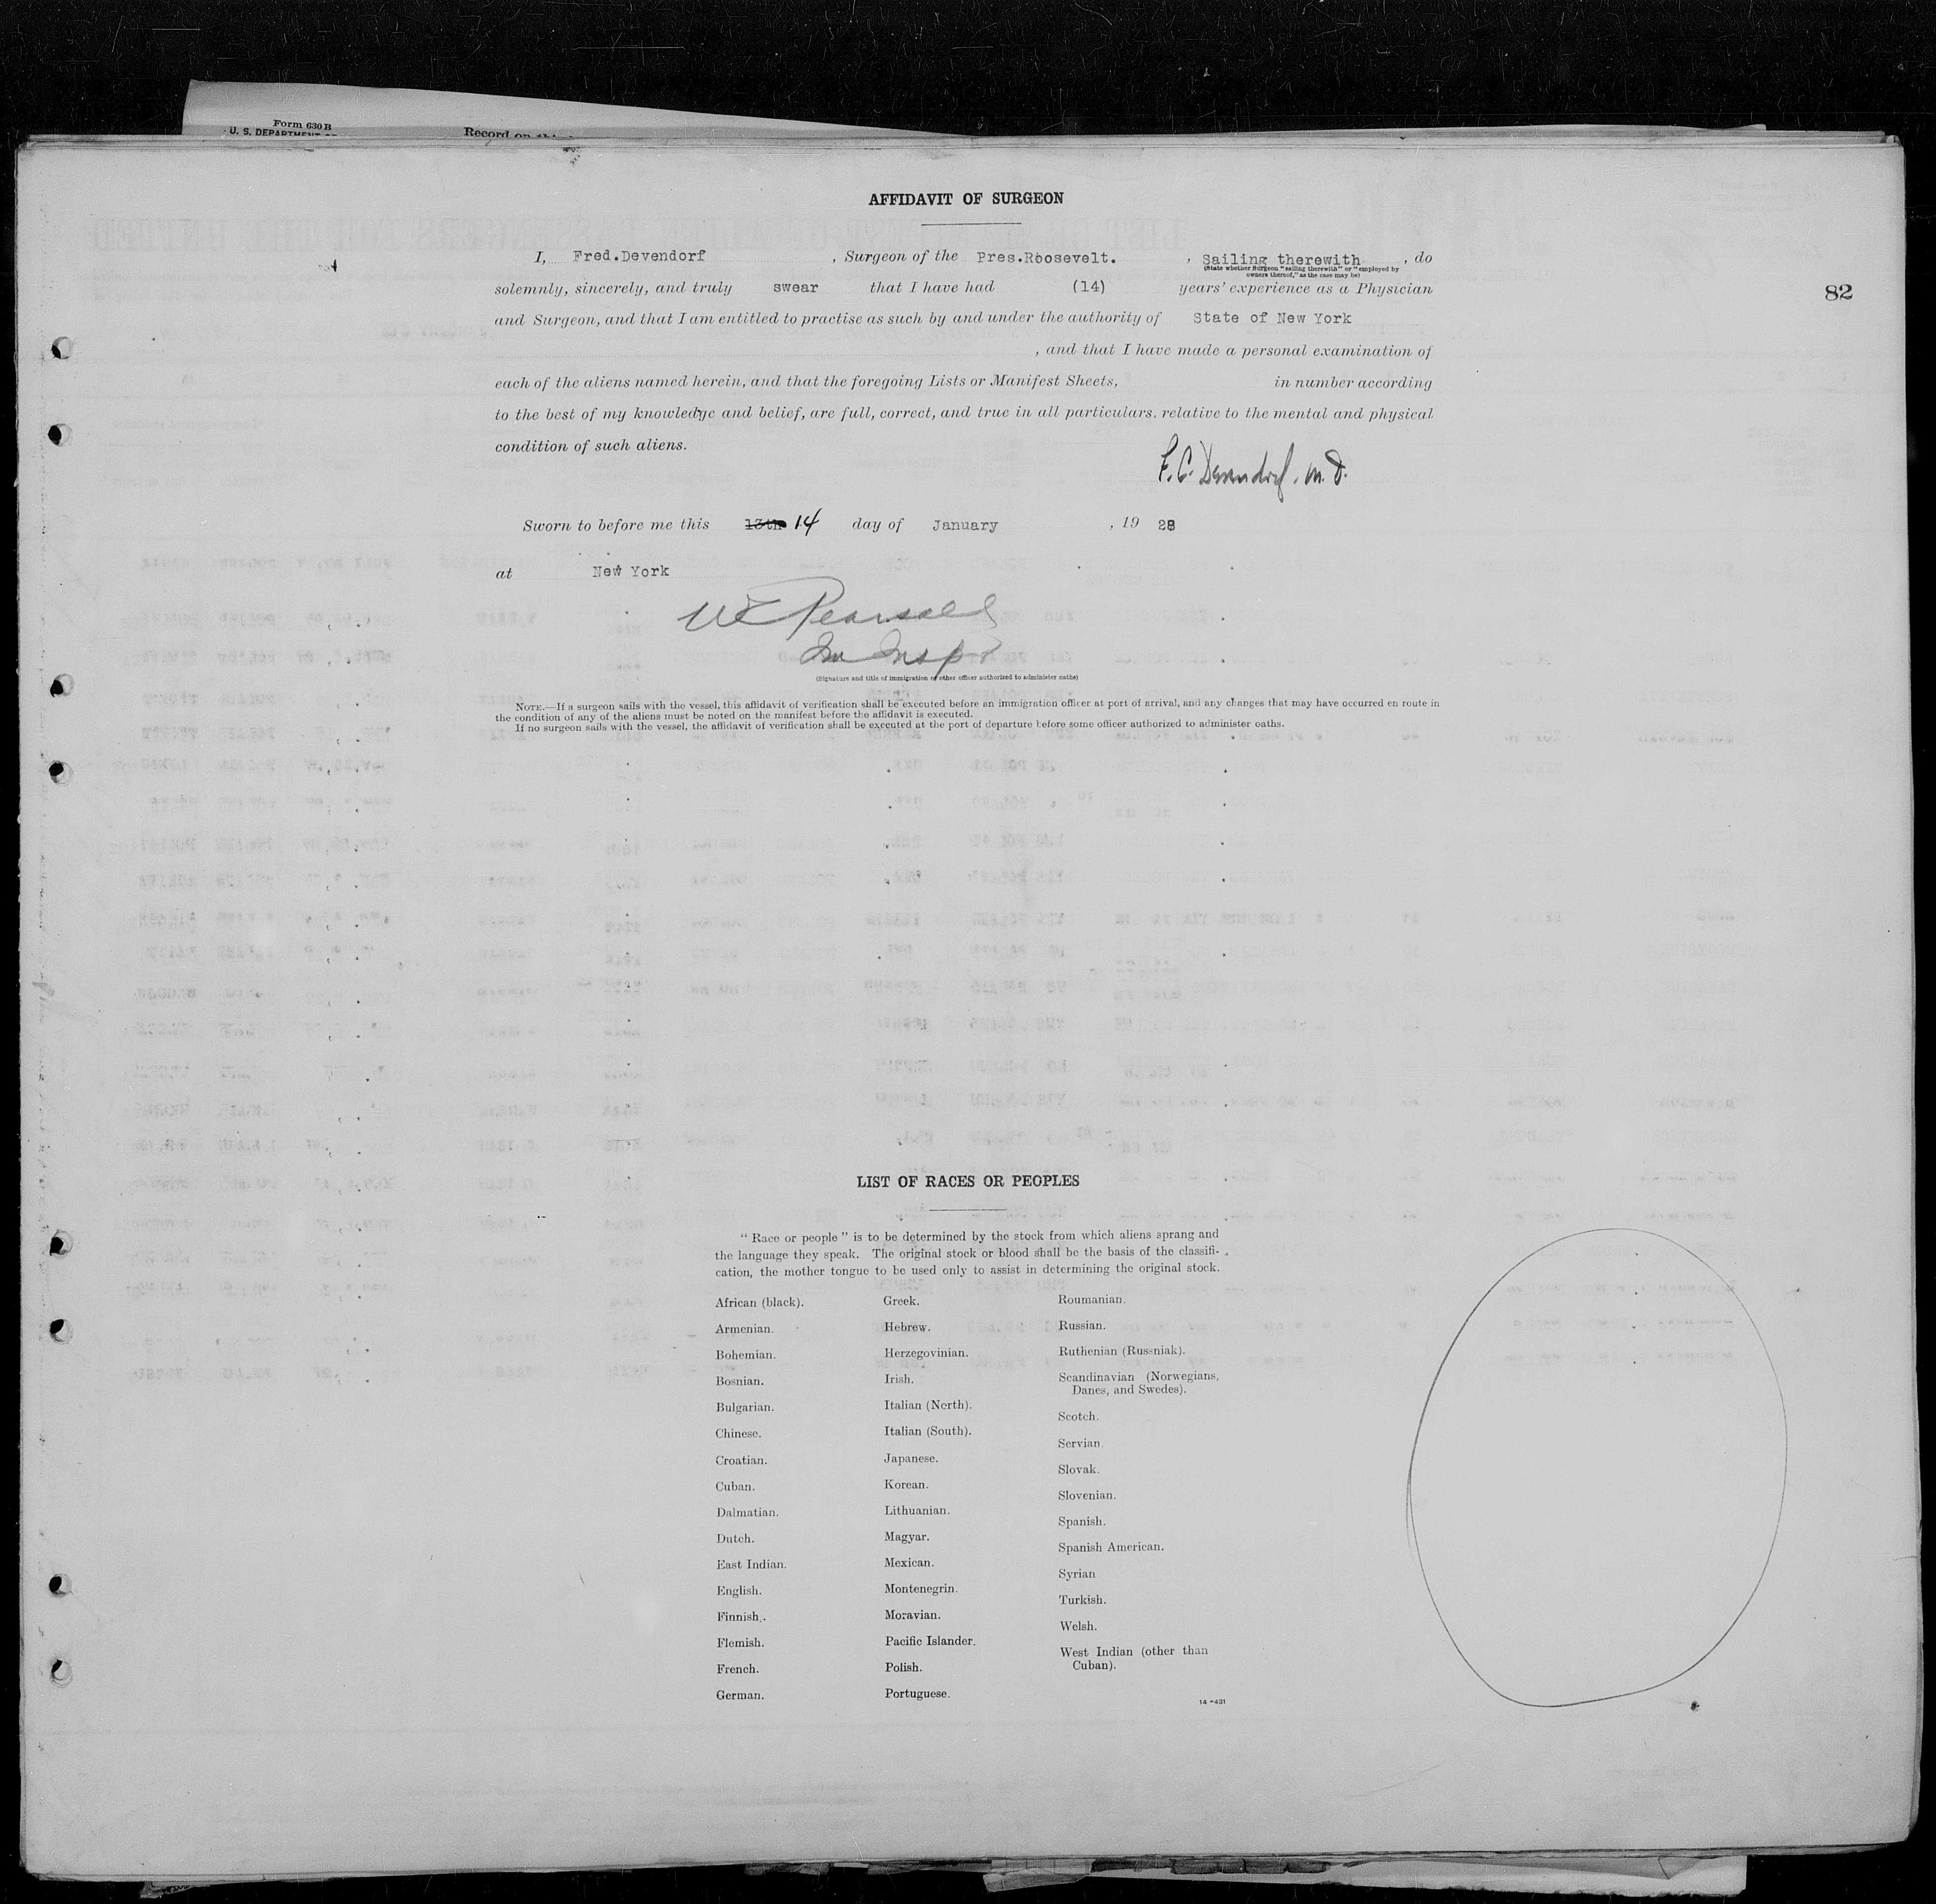 Form 630 B
U. S. DEPARTMENT
Record on
AFFIDAVIT OF SURGEON
I, Fred.Devendorf , Surgeon of the Pres.Roosevelt. , Sailing therewith , do
(State whether Surgeon "sailing therewith" or "employed by
owners thereof," as the case may be)
82
solemnly, sincerely, and truly swear that I have had (14) years' experience as a Physician
and Surgeon, and that I am entitled to practise as such by and under the authority of State of New York
, and that I have made a personal examination of
each of the aliens named herein, and that the foregoing Lists or Manifest Sheets, in number according
to the best of my knowledge and belief, are full, correct, and true in all particulars, relative to the mental and physical
condition of such aliens.
F. C. Devendorf. M. D.
Sworn to before me this 13th 14 day of January , 19 28
at New York
W E Pearsall
Im Insp
(Signature and title of immigration or other officer authorized to administer oaths)
NOTE.—If a surgeon sails with the vessel, this affidavit of verification shall be executed before an immigration officer at port of arrival, and any changes that may have occurred en route in
the condition of any of the aliens must be noted on the manifest before the affidavit is executed.
If no surgeon sails with the vessel, the affidavit of verification shall be executed at the port of departure before some officer authorized to administer oaths.
LIST OF RACES OR PEOPLES
"Race or people" is to be determined by the stock from which aliens sprang and
the language they speak. The original stock or blood shall be the basis of the classifi-
cation, the mother tongue to be used only to assist in determining the original stock.
African (black).
Armenian.
Bohemian.
Bosnian.
Bulgarian.
Chinese.
Croatian.
Cuban.
Dalmatian.
Dutch.
East Indian.
English.
Finnish.
Flemish.
French.
German.
Greek.
Hebrew.
Herzegovinian.
Irish.
Italian (North).
Italian (South).
Japanese.
Korean.
Lithuanian.
Magyar.
Mexican.
Montenegrin.
Moravian.
Pacific Islander.
Polish.
Portuguese.
Roumanian.
Russian.
Ruthenian (Russniak).
Scandinavian (Norwegians,
Danes, and Swedes).
Scotch.
Servian.
Slovak.
Slovenian.
Spanish.
Spanish American.
Syrian
Turkish.
Welsh.
West Indian (other than
Cuban).
14—431